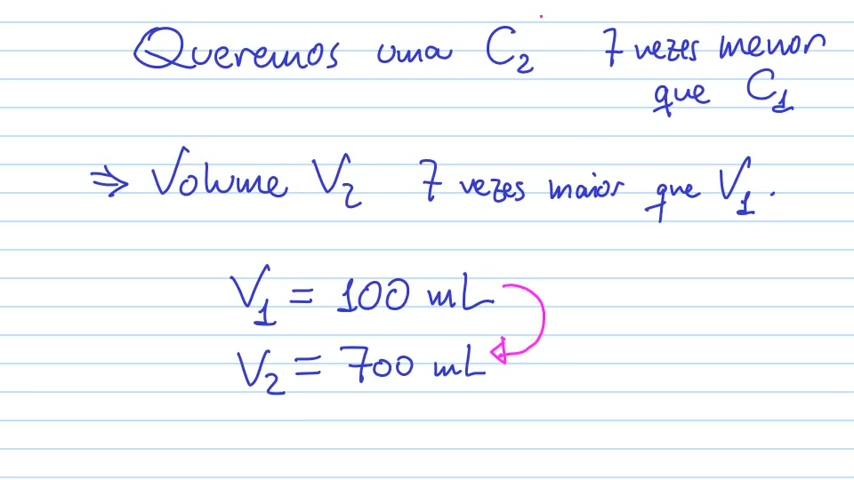 Queremos uma C2 7 vezes menor
que C1
⇒ Volume V2 7 vezes maior que V1.
V1 = 100 mL
V2 = 700 mL